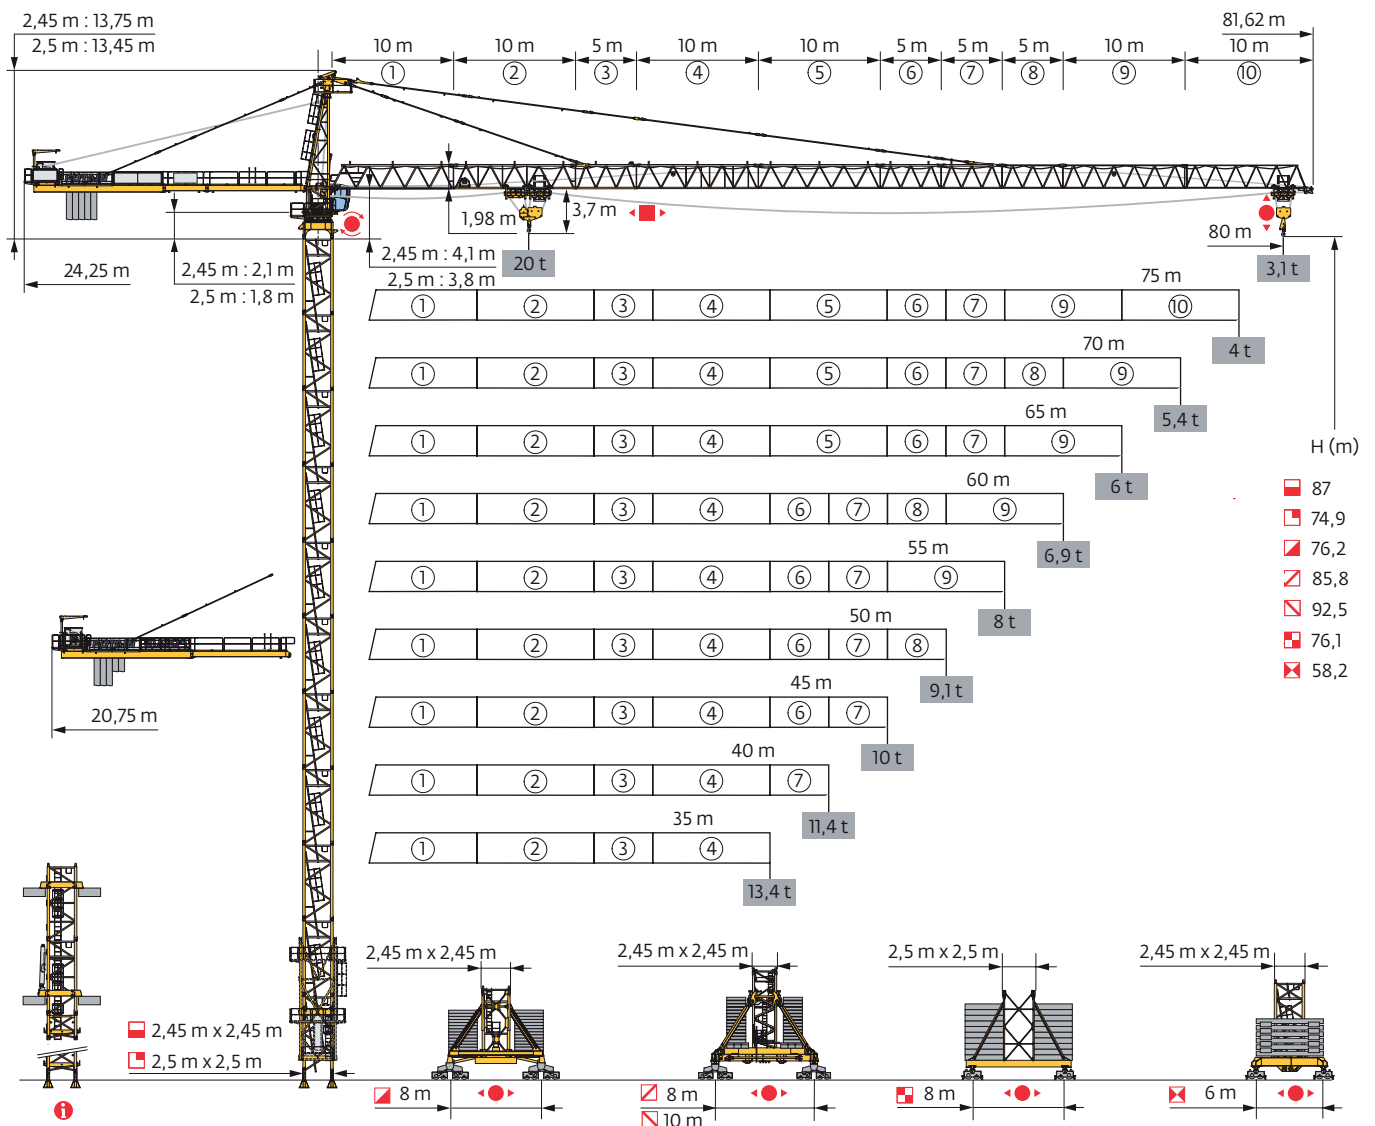 2,45 m : 13,75 m
2,5 m : 13,45 m
81,62 m
10 m 10 m 5 m 10 m 10 m 5 m 5 m 5 m 10 m 10 m
1 2 3 4 5 6 7 8 9 10
1,98 m
3,7 m
80 m
24,25 m
2,45 m : 2,1 m
2,5 m : 1,8 m
2,45 m : 4,1 m
2,5 m : 3,8 m
20 t
3,1 t
75 m
1 2 3 4 5 6 7 9 10
4 t
70 m
1 2 3 4 5 6 7 8 9
5,4 t
65 m
1 2 3 4 5 6 7 9
6 t
60 m
1 2 3 4 6 7 8 9
6,9 t
55 m
1 2 3 4 6 7 9
8 t
50 m
1 2 3 4 6 7 8
9,1 t
45 m
1 2 3 4 6 7
10 t
40 m
1 2 3 4 7
11,4 t
35 m
1 2 3 4
13,4 t
H (m)
87
74,9
76,2
85,8
92,5
76,1
58,2
20,75 m
2,45 m x 2,45 m
2,5 m x 2,5 m
i
2,45 m x 2,45 m
8 m
2,45 m x 2,45 m
8 m
10 m
2,5 m x 2,5 m
8 m
2,45 m x 2,45 m
6 m